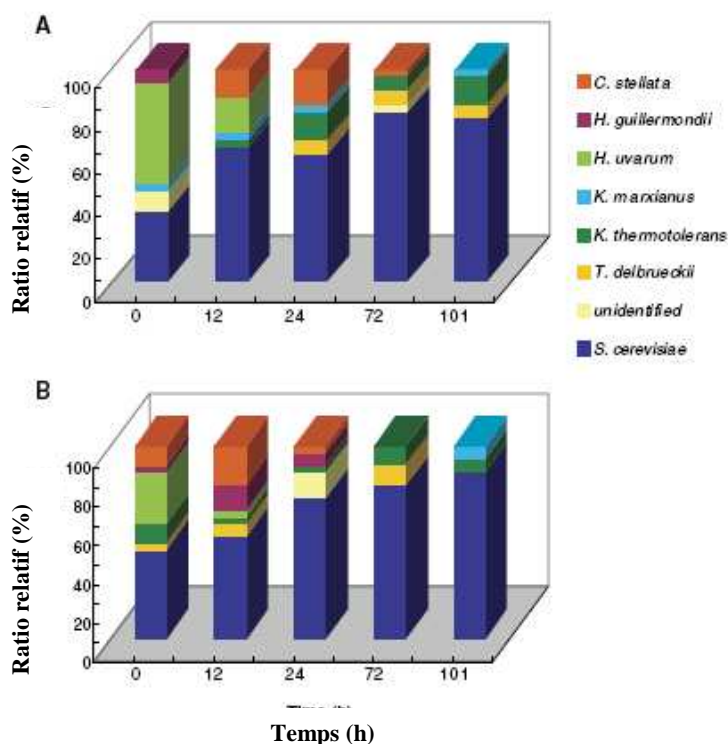 A
Ratio relatif (%)
100
80
60
40
20
0
0 12 24 72 101
C. stellata
H. guillermondii
H. uvarum
K. marxianus
K. thermotolerans
T. delbrueckii
unidentified
S. cerevisiae
B
Ratio relatif (%)
100
80
60
40
20
0
0 12 24 72 101
Temps (h)